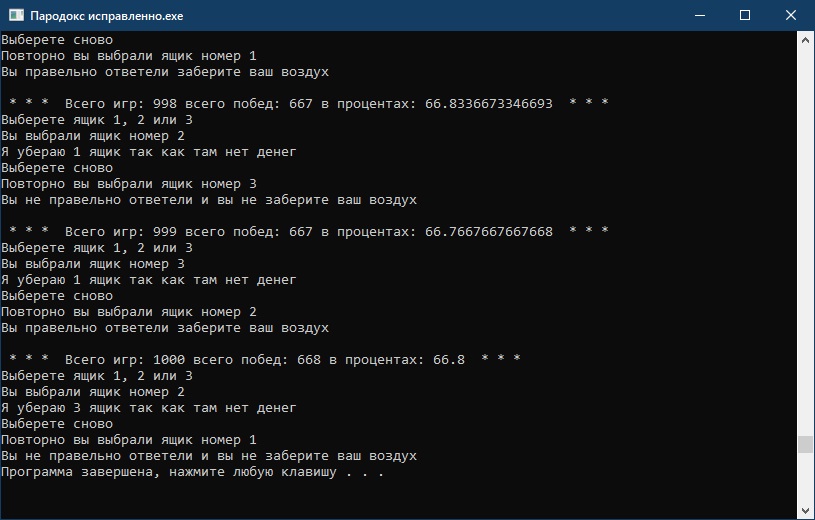 Пародокс исправленно.exe
Выберете сново
Повторно вы выбрали ящик номер 1
Вы правельно ответели заберите ваш воздух
* * *  Всего игр: 998 всего побед: 667 в процентах: 66.8336673346693  * * *
Выберете ящик 1, 2 или 3
Вы выбрали ящик номер 2
Я убераю 1 ящик так как там нет денег
Выберете сново
Повторно вы выбрали ящик номер 3
Вы не правельно ответели и вы не заберите ваш воздух
* * *  Всего игр: 999 всего побед: 667 в процентах: 66.7667667667668  * * *
Выберете ящик 1, 2 или 3
Вы выбрали ящик номер 3
Я убераю 1 ящик так как там нет денег
Выберете сново
Повторно вы выбрали ящик номер 2
Вы правельно ответели заберите ваш воздух
* * *  Всего игр: 1000 всего побед: 668 в процентах: 66.8  * * *
Выберете ящик 1, 2 или 3
Вы выбрали ящик номер 2
Я убераю 3 ящик так как там нет денег
Выберете сново
Повторно вы выбрали ящик номер 1
Вы не правельно ответели и вы не заберите ваш воздух
Программа завершена, нажмите любую клавишу . . .